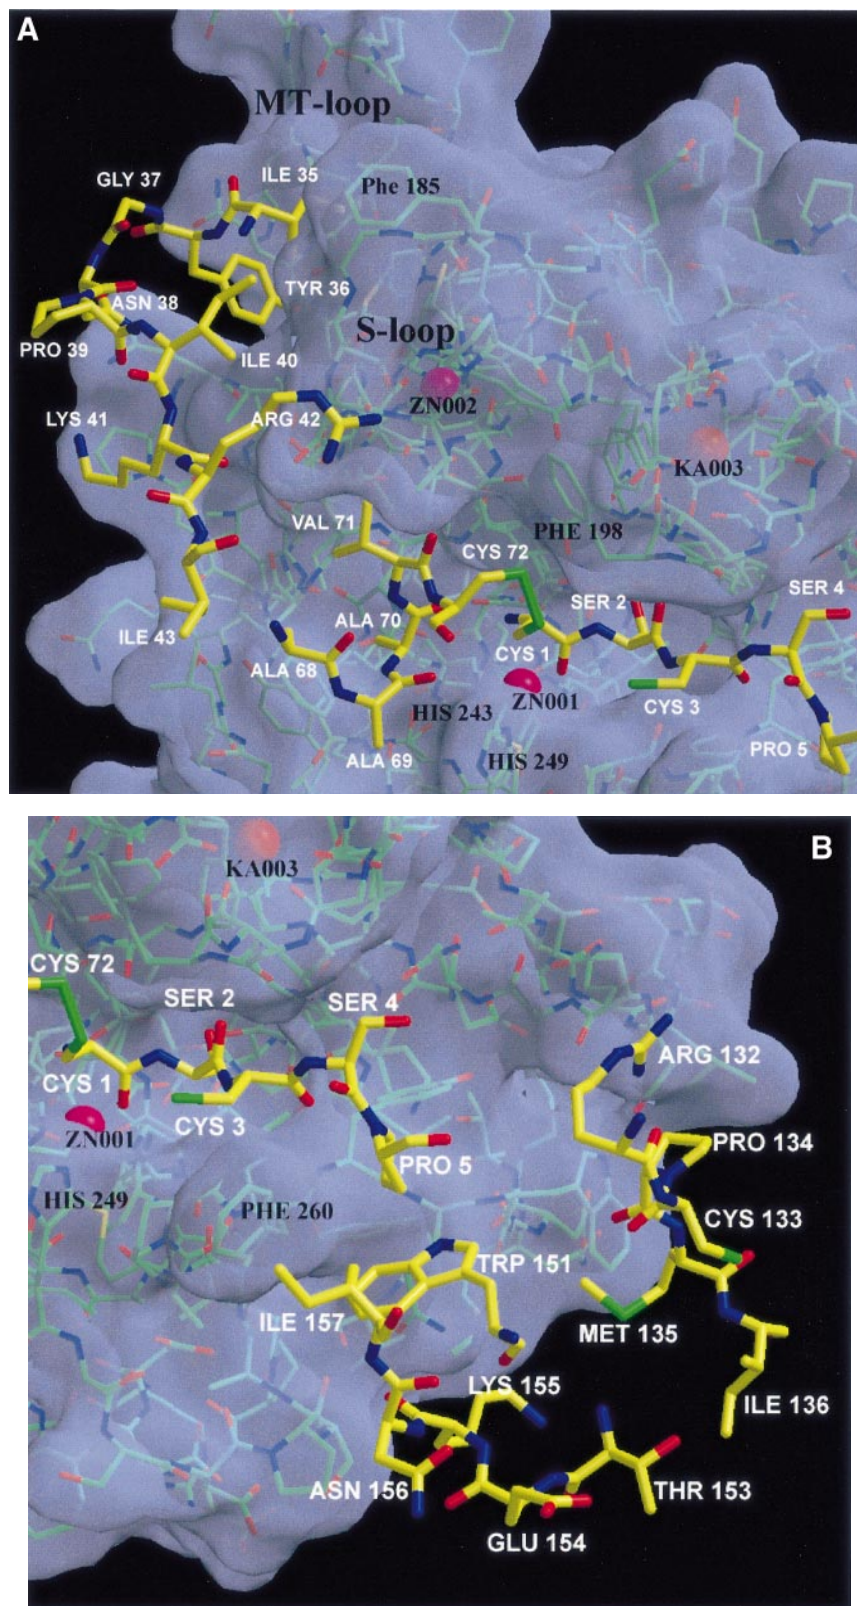 A
MT-loop
GLY 37
ILE 35
Phe 185
TYR 36
ASN 38
S-loop
PRO 39
ILE 40
ZN002
LYS 41
ARG 42
KA003
VAL 71
PHE 198
CYS 72
SER 2
SER 4
ALA 70
ILE 43
CYS 1
ALA 68
ZN001
CYS 3
HIS 243
PRO 5
ALA 69
HIS 249
B
KA003
CYS 72
SER 2
SER 4
ARG 132
CYS 1
CYS 3
ZN001
PRO 134
PRO 5
HIS 249
PHE 260
CYS 133
TRP 151
ILE 157
MET 135
LYS 155
ILE 136
ASN 156
THR 153
GLU 154